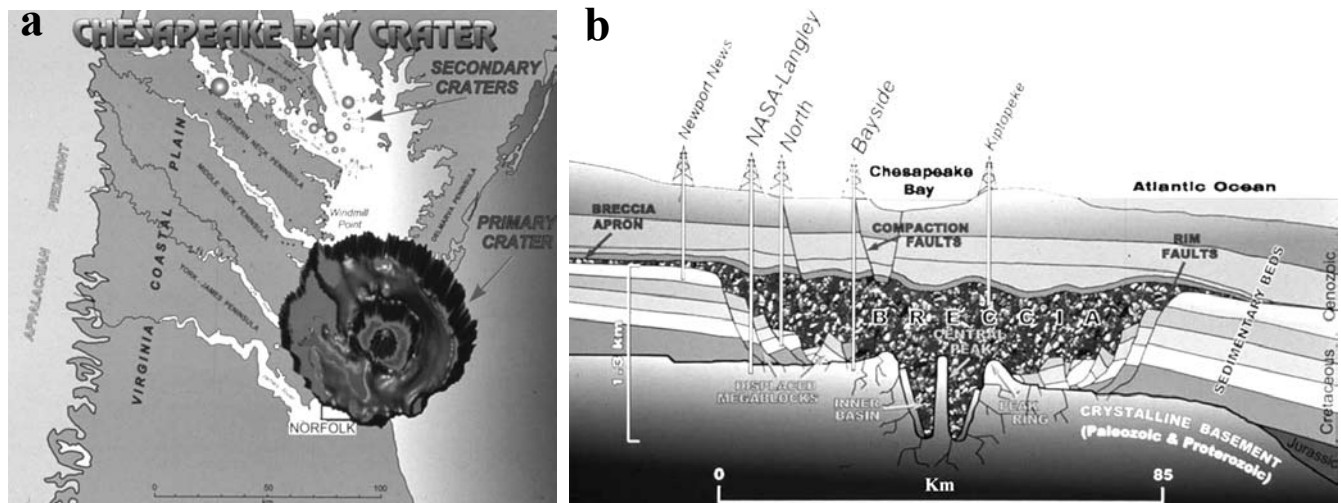 a
CHESAPEAKE BAY CRATER
SECONDARY
CRATERS
NORTHERN NECK PENINSULA
MIDDLE NECK PENINSULA
YORK-JAMES PENINSULA
Windmill
Point
DELMARVA PENINSULA
PRIMARY
CRATER
APPALACHIAN PIEDMONT
VIRGINIA COASTAL PLAIN
NORFOLK
0
50
100
b
Newport News
NASA-Langley
North
Bayside
Kiptopeke
Chesapeake
Bay
Atlantic Ocean
BRECCIA
APRON
COMPACTION
FAULTS
RIM
FAULTS
BRECCIA
CENTRAL
PEAK
1.3 km
DISPLACED
MEGABLOCKS
INNER
BASIN
PEAK
RING
SEDIMENTARY BEDS
CRYSTALLINE BASEMENT
(Paleozoic & Proterozoic)
Cenozoic
Cretaceous
Jurassic
0
Km
85